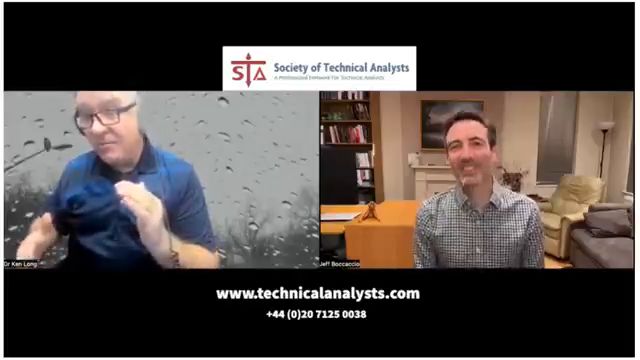 STA
Society of Technical Analysts
A Professional Network for Technical Analysts
Dr Ken Long
Jeff Boccaccio
www.technicalanalysts.com
+44 (0)20 7125 0038